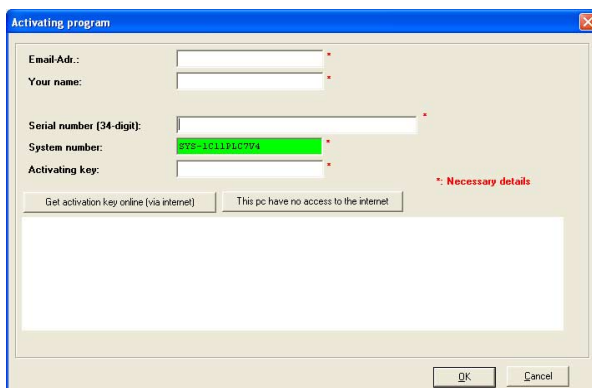 Activating program
Email-Adr.: *
Your name: *
Serial number (34-digit): *
System number: SYS-1C11PLC7V4 *
Activating key: *
*: Necessary details
Get activation key online (via internet) This pc have no access to the internet
OK Cancel